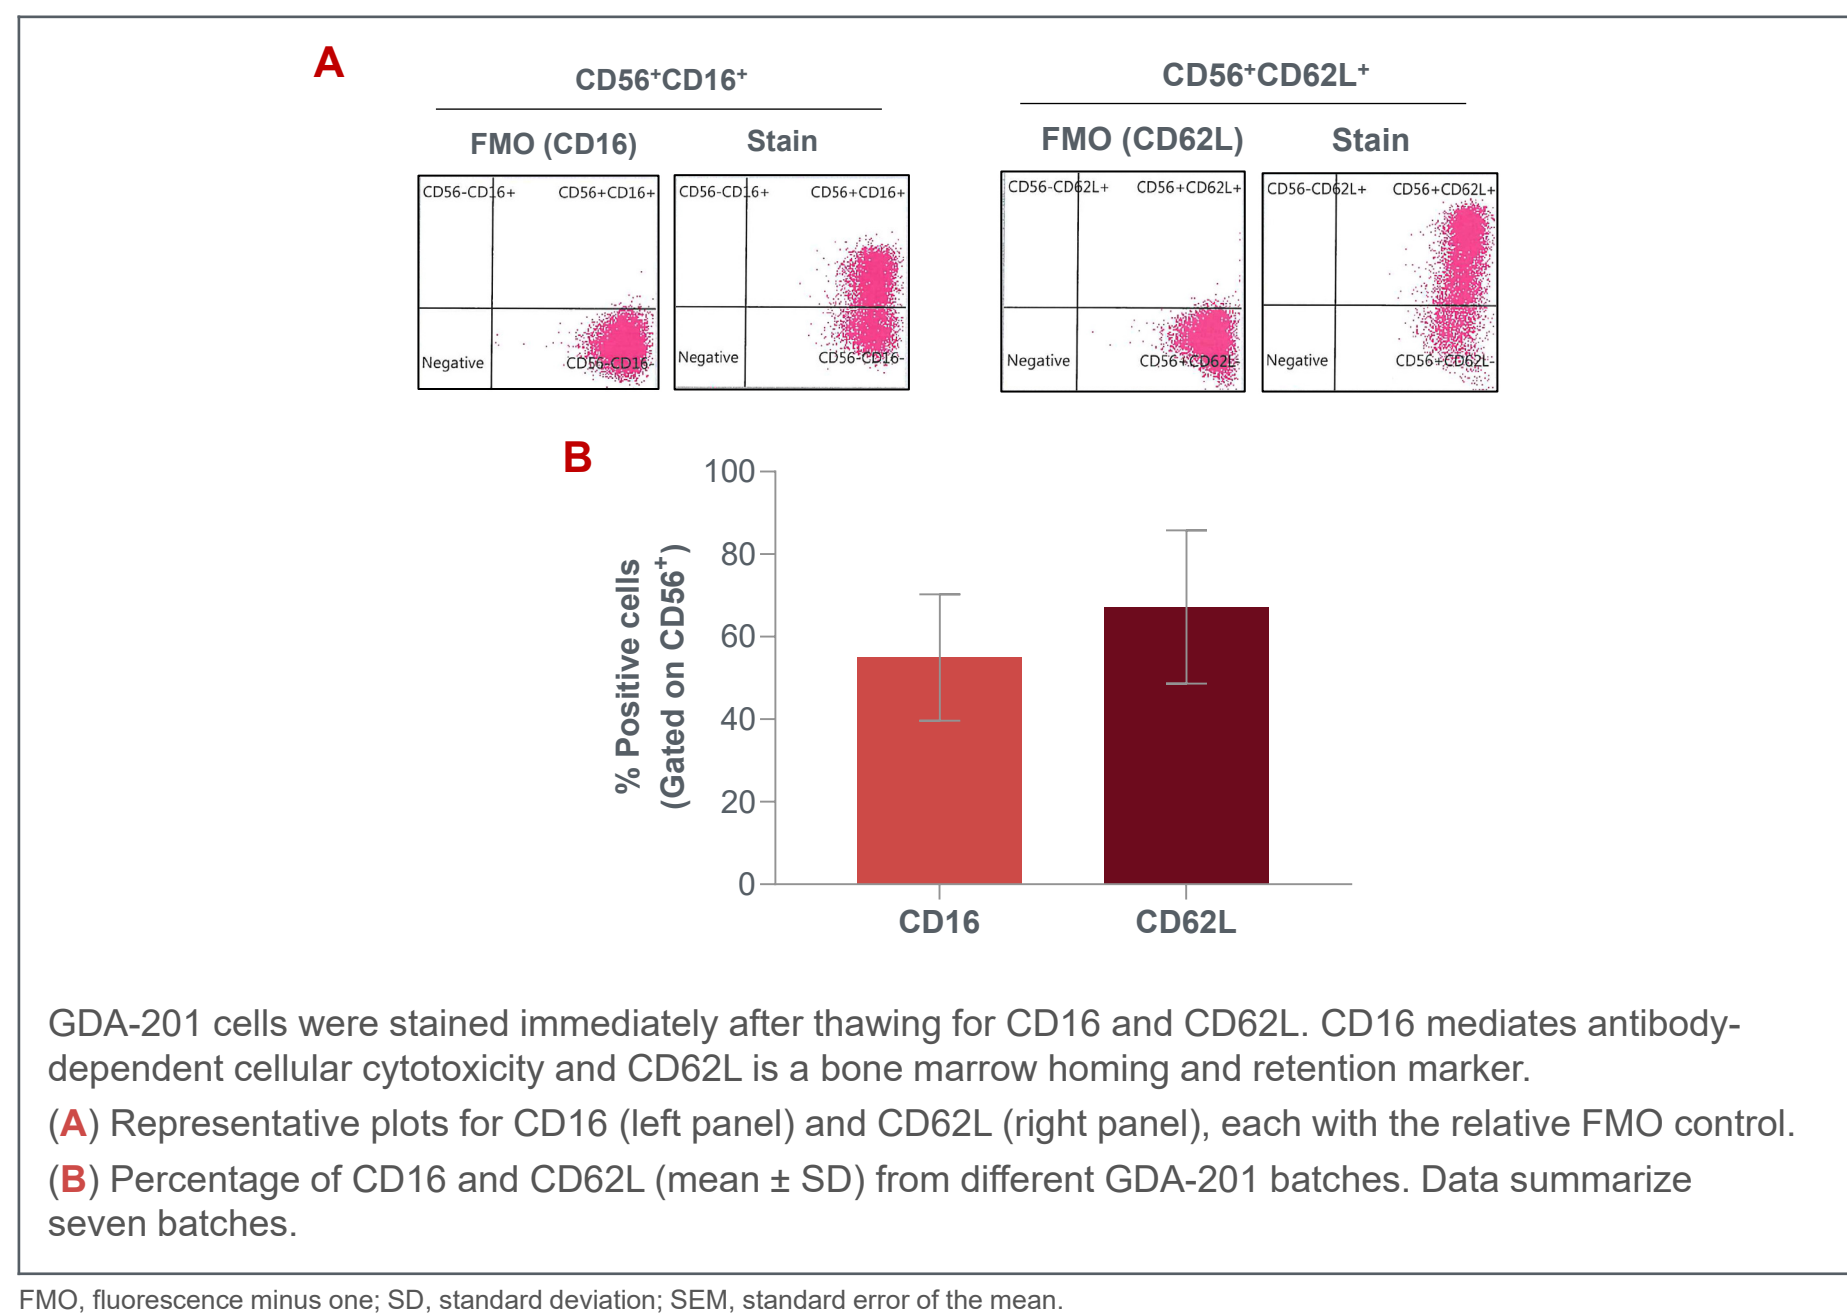 A
CD56⁺CD16⁺
CD56⁺CD62L⁺
FMO (CD16)
Stain
FMO (CD62L)
Stain
CD56-CD16+
CD56+CD16+
Negative
CD56-CD16-
CD56-CD16+
CD56+CD16+
Negative
CD56-CD16-
CD56-CD62L+
CD56+CD62L+
Negative
CD56+CD62L-
CD56-CD62L+
CD56+CD62L+
Negative
CD56+CD62L-
B
% Positive cells
(Gated on CD56⁺)
100
80
60
40
20
0
CD16
CD62L
GDA-201 cells were stained immediately after thawing for CD16 and CD62L. CD16 mediates antibody-
dependent cellular cytotoxicity and CD62L is a bone marrow homing and retention marker.
(A) Representative plots for CD16 (left panel) and CD62L (right panel), each with the relative FMO control.
(B) Percentage of CD16 and CD62L (mean ± SD) from different GDA-201 batches. Data summarize
seven batches.
FMO, fluorescence minus one; SD, standard deviation; SEM, standard error of the mean.